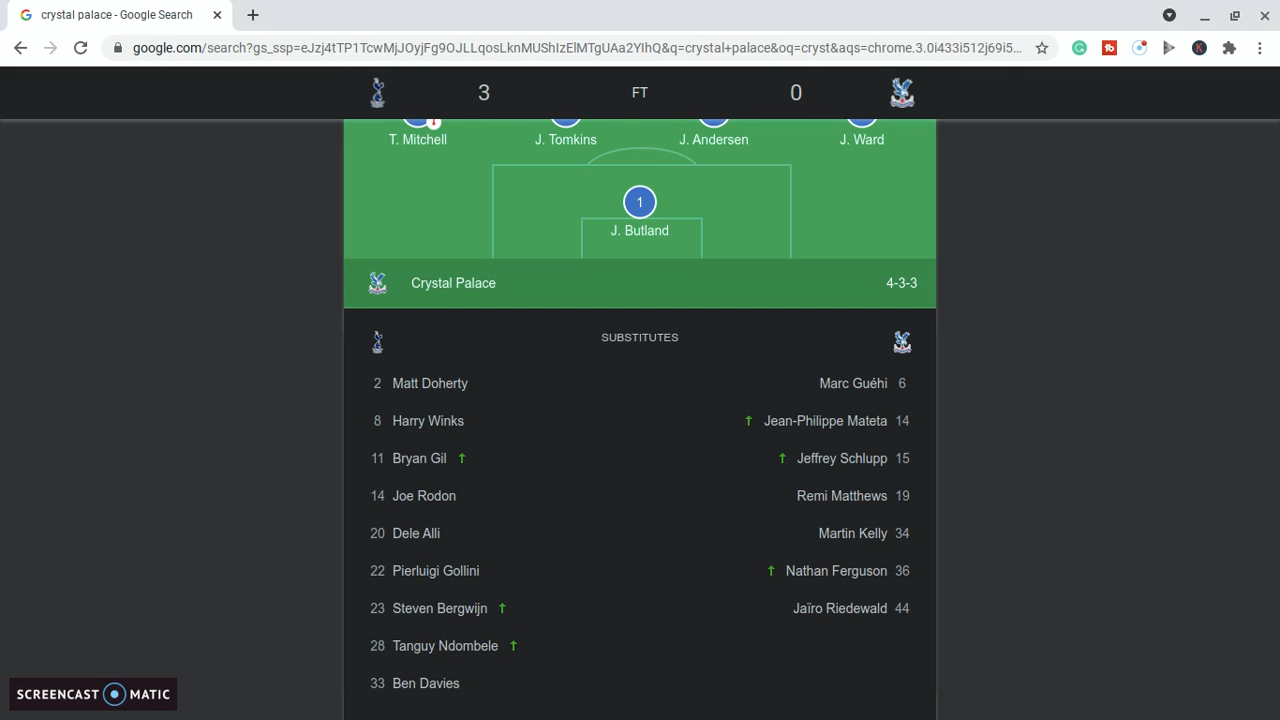 crystal palace - Google Search
google.com/search?gs_ssp=eJzj4tTP1TcwMjJOyjFg9OJLLqosLknMUShIzElMTgUAa2YIhQ&q=crystal+palace&oq=cryst&aqs=chrome.3.0i433i512j69i5...
3 FT 0
T. Mitchell J. Tomkins J. Andersen J. Ward
1
J. Butland
Crystal Palace 4-3-3
SUBSTITUTES
2 Matt Doherty Marc Guéhi 6
8 Harry Winks ↑ Jean-Philippe Mateta 14
11 Bryan Gil ↑ ↑ Jeffrey Schlupp 15
14 Joe Rodon Remi Matthews 19
20 Dele Alli Martin Kelly 34
22 Pierluigi Gollini ↑ Nathan Ferguson 36
23 Steven Bergwijn ↑ Jaïro Riedewald 44
28 Tanguy Ndombele ↑
33 Ben Davies
SCREENCAST MATIC